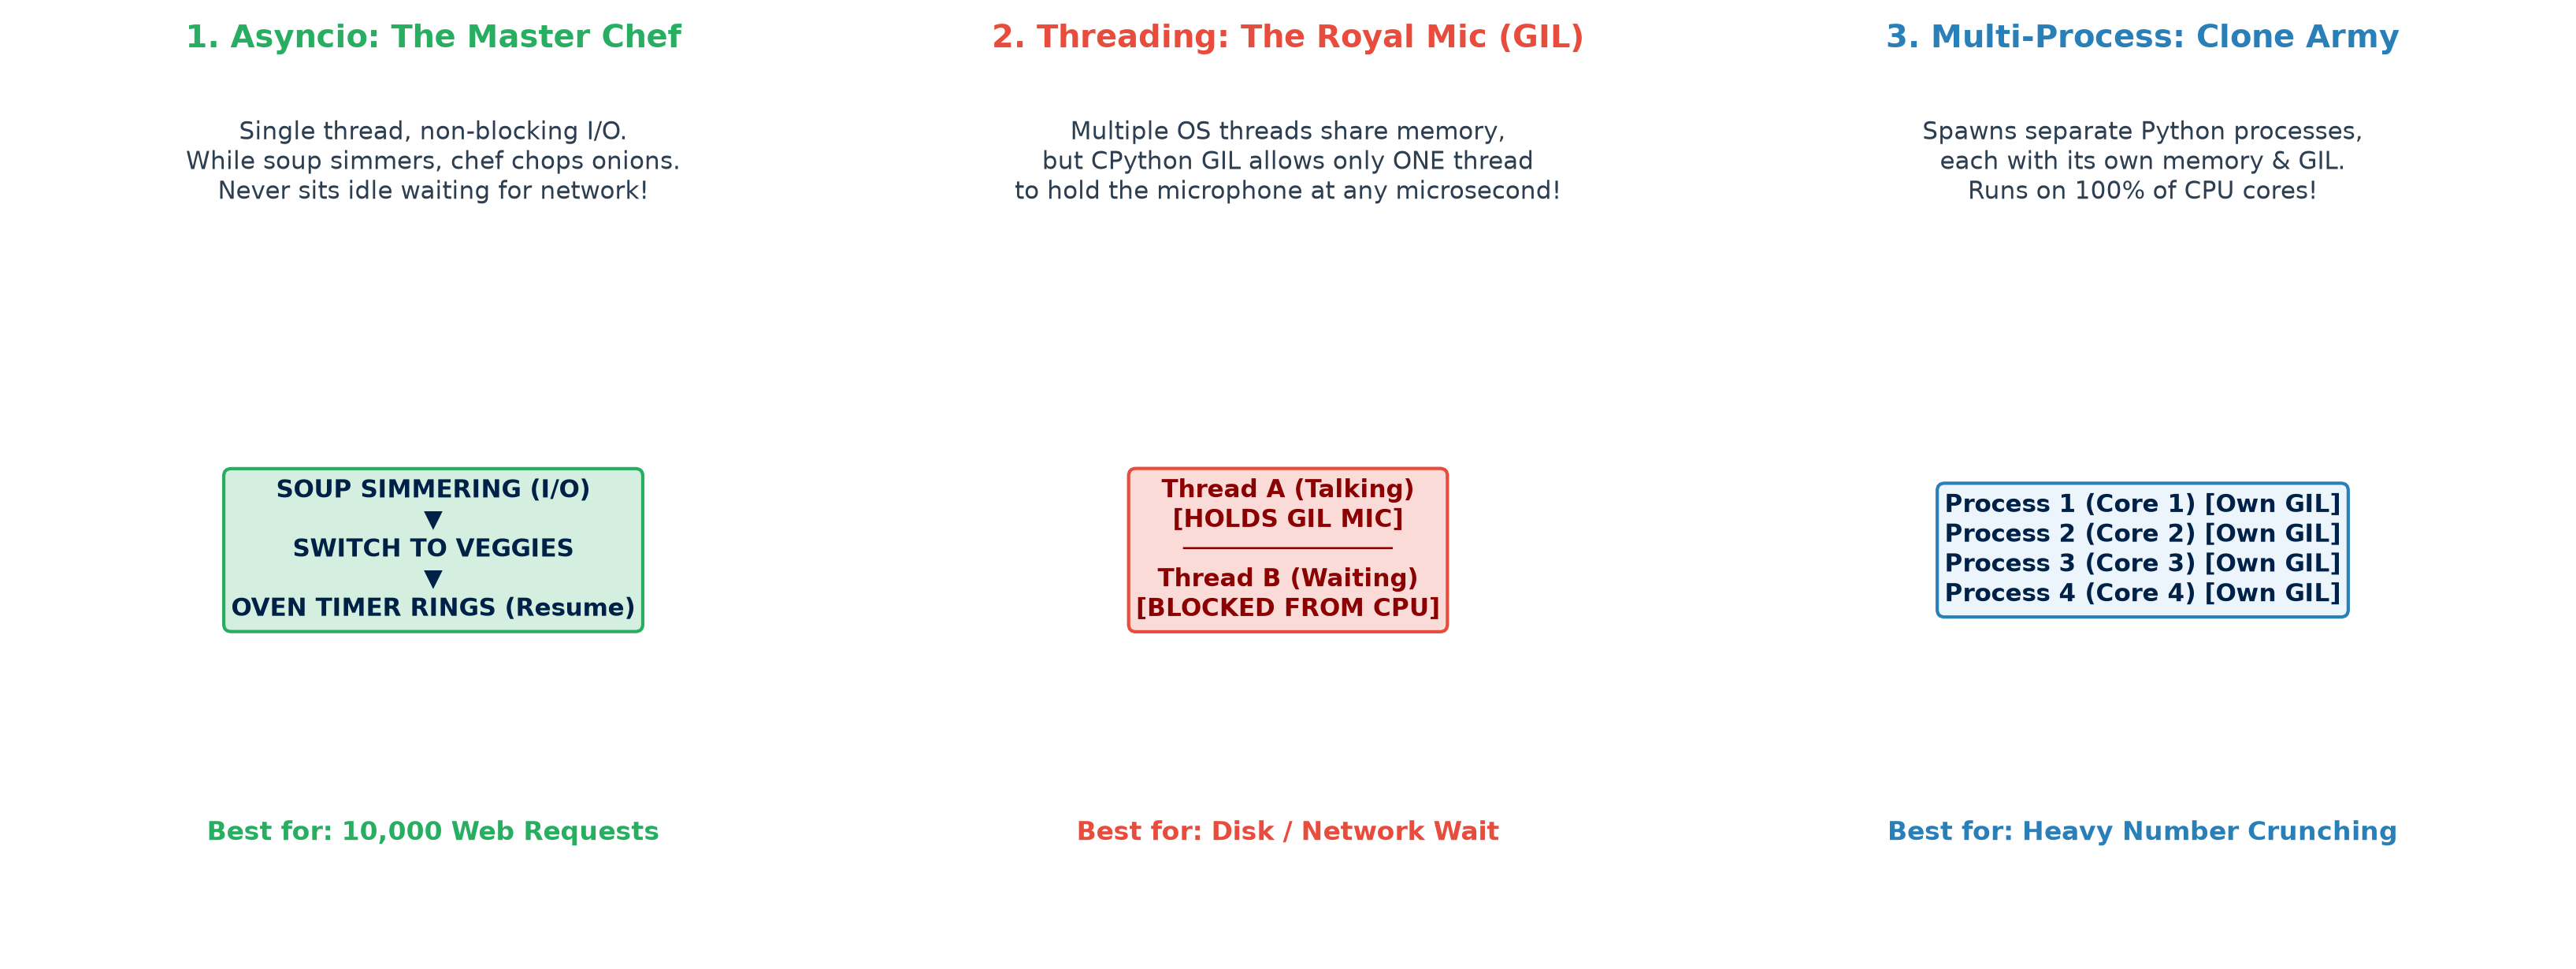 1. Asyncio: The Master Chef
Single thread, non-blocking I/O.
While soup simmers, chef chops onions.
Never sits idle waiting for network!
SOUP SIMMERING (I/O)
▼
SWITCH TO VEGGIES
▼
OVEN TIMER RINGS (Resume)
Best for: 10,000 Web Requests
2. Threading: The Royal Mic (GIL)
Multiple OS threads share memory,
but CPython GIL allows only ONE thread
to hold the microphone at any microsecond!
Thread A (Talking)
[HOLDS GIL MIC]
Thread B (Waiting)
[BLOCKED FROM CPU]
Best for: Disk / Network Wait
3. Multi-Process: Clone Army
Spawns separate Python processes,
each with its own memory & GIL.
Runs on 100% of CPU cores!
Process 1 (Core 1) [Own GIL]
Process 2 (Core 2) [Own GIL]
Process 3 (Core 3) [Own GIL]
Process 4 (Core 4) [Own GIL]
Best for: Heavy Number Crunching